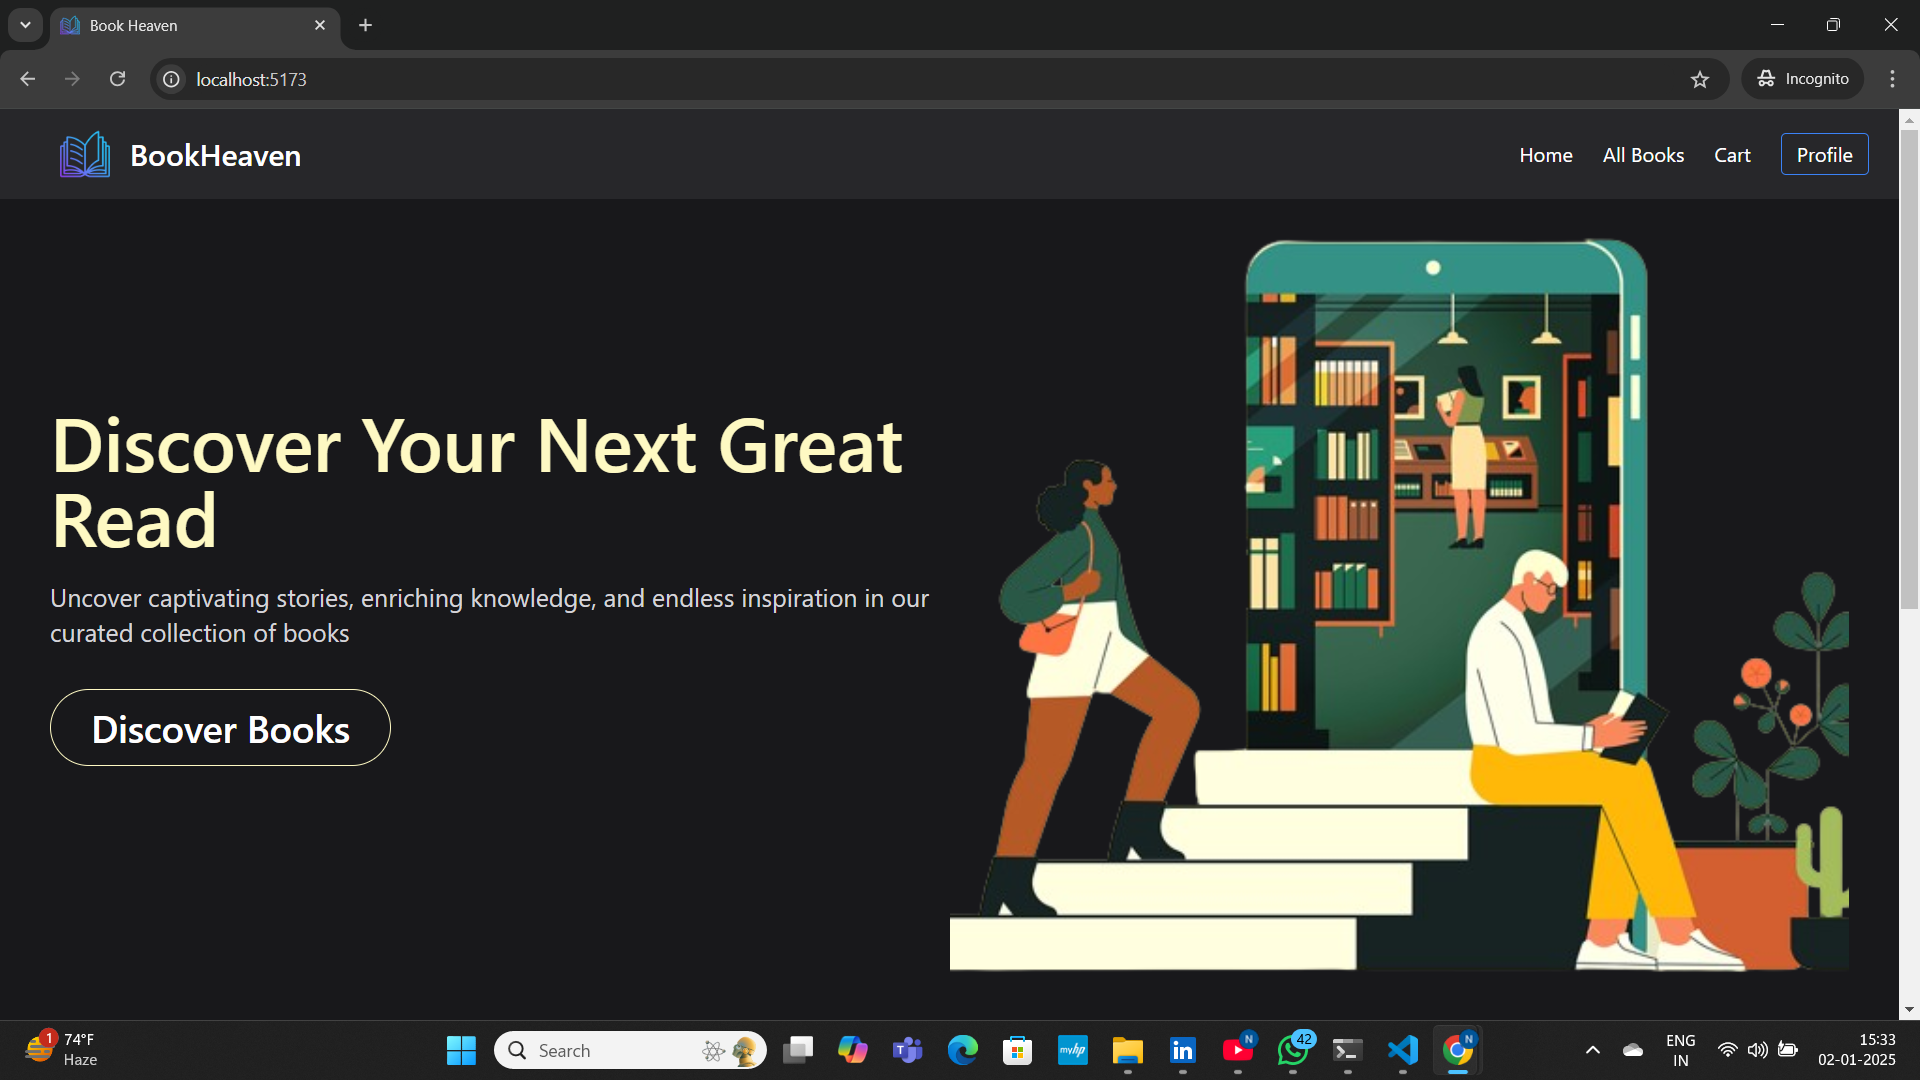 Book Heaven
localhost:5173
Incognito
BookHeaven
Home
All Books
Cart
Profile
Discover Your Next Great
Read
Uncover captivating stories, enriching knowledge, and endless inspiration in our
curated collection of books
Discover Books
1
74°F
Haze
Search
T
myhp
in
N
42
N
ENG
IN
15:33
02-01-2025